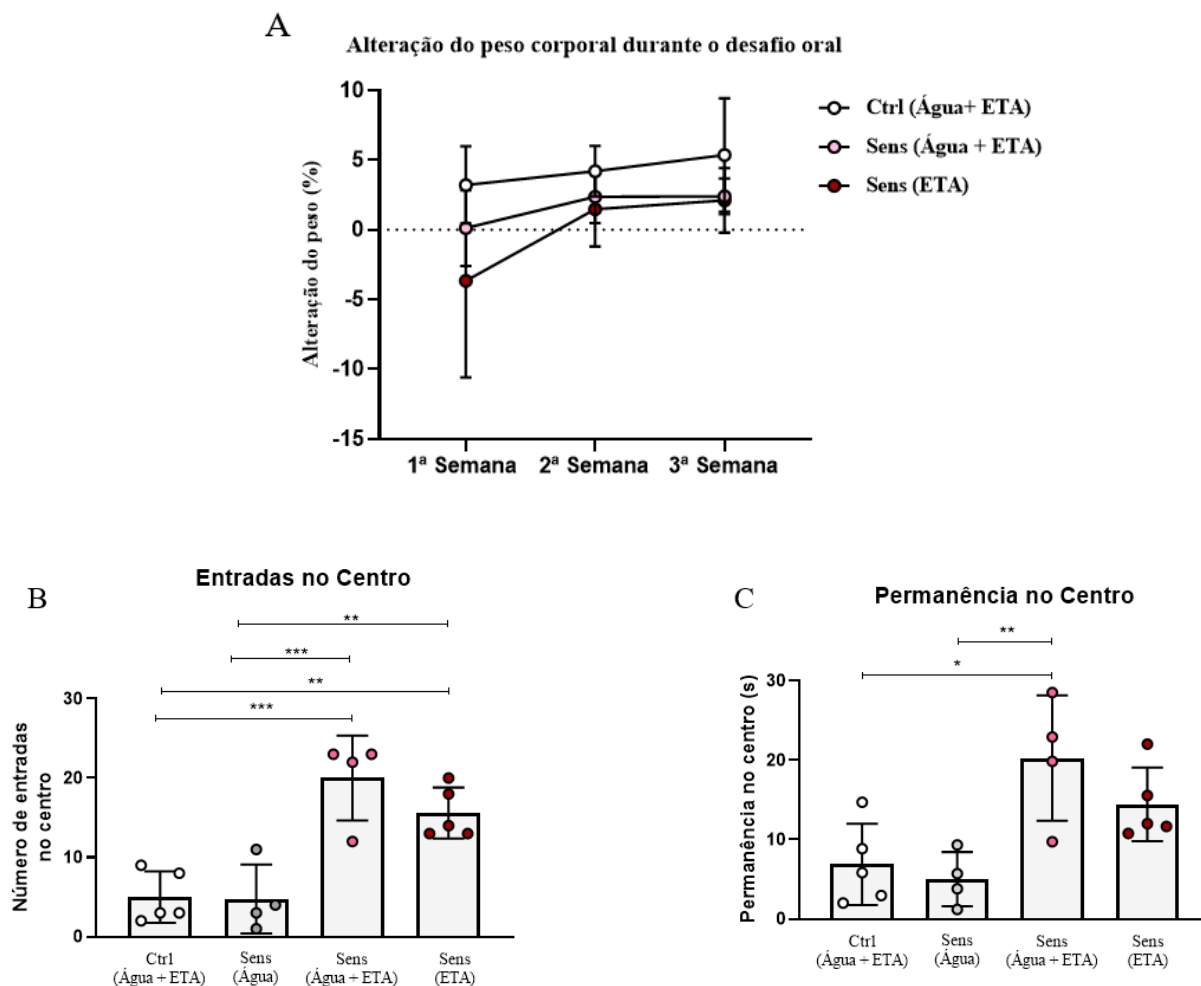 A
Alteração do peso corporal durante o desafio oral
Alteração do peso (%)
10
5
0
-5
-10
-15
1ª Semana 2ª Semana 3ª Semana
Ctrl (Água+ ETA)
Sens (Água + ETA)
Sens (ETA)
B
Entradas no Centro
**
***
**
***
Número de entradas
no centro
30
20
10
0
Ctrl
(Água + ETA)
Sens
(Água)
Sens
(Água + ETA)
Sens
(ETA)
C
Permanência no Centro
**
*
Permanência no centro (s)
30
20
10
0
Ctrl
(Água + ETA)
Sens
(Água)
Sens
(Água + ETA)
Sens
(ETA)